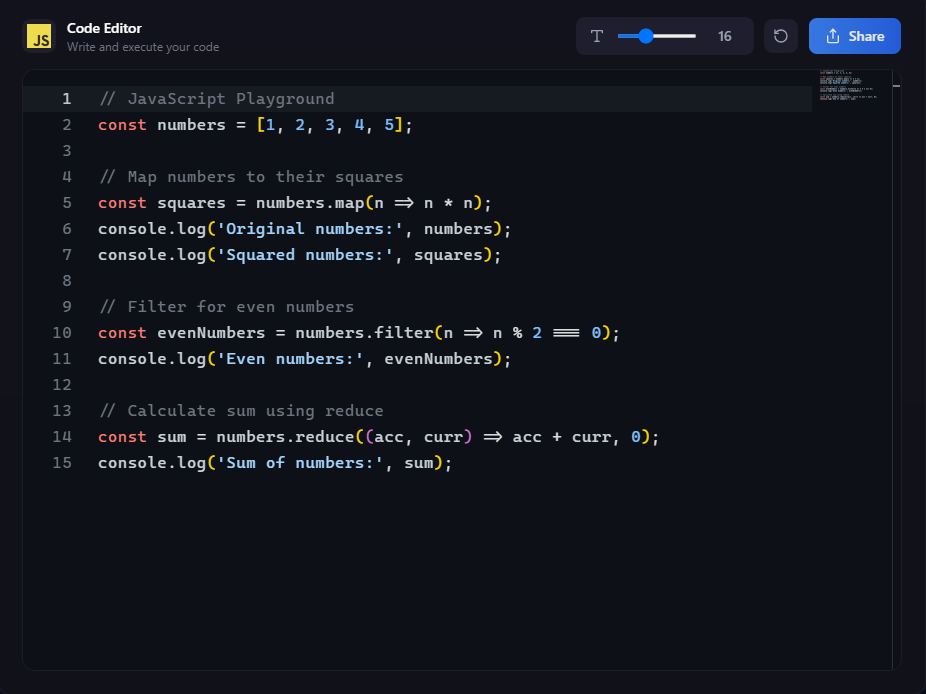 JS
Code Editor
Write and execute your code
T
16
Share
1 // JavaScript Playground
2 const numbers = [1, 2, 3, 4, 5];
3
4 // Map numbers to their squares
5 const squares = numbers.map(n => n * n);
6 console.log('Original numbers:', numbers);
7 console.log('Squared numbers:', squares);
8
9 // Filter for even numbers
10 const evenNumbers = numbers.filter(n => n % 2 === 0);
11 console.log('Even numbers:', evenNumbers);
12
13 // Calculate sum using reduce
14 const sum = numbers.reduce((acc, curr) => acc + curr, 0);
15 console.log('Sum of numbers:', sum);